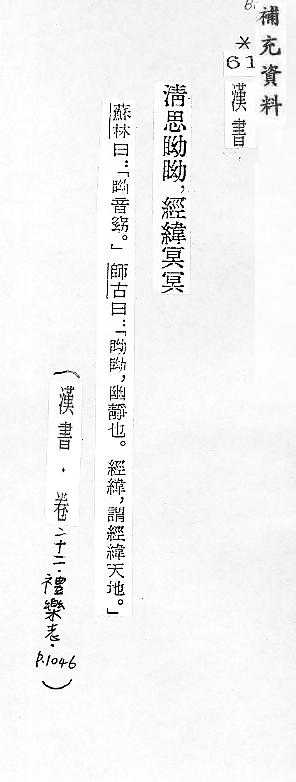 補充資料
*61 漢書
清思眑眑，經緯冥冥
蘇林曰：「眑音窈。」師古曰：「眑眑，幽靜也。經緯，謂經緯天地。」
（漢書．卷二十二．禮樂志．P.1046）